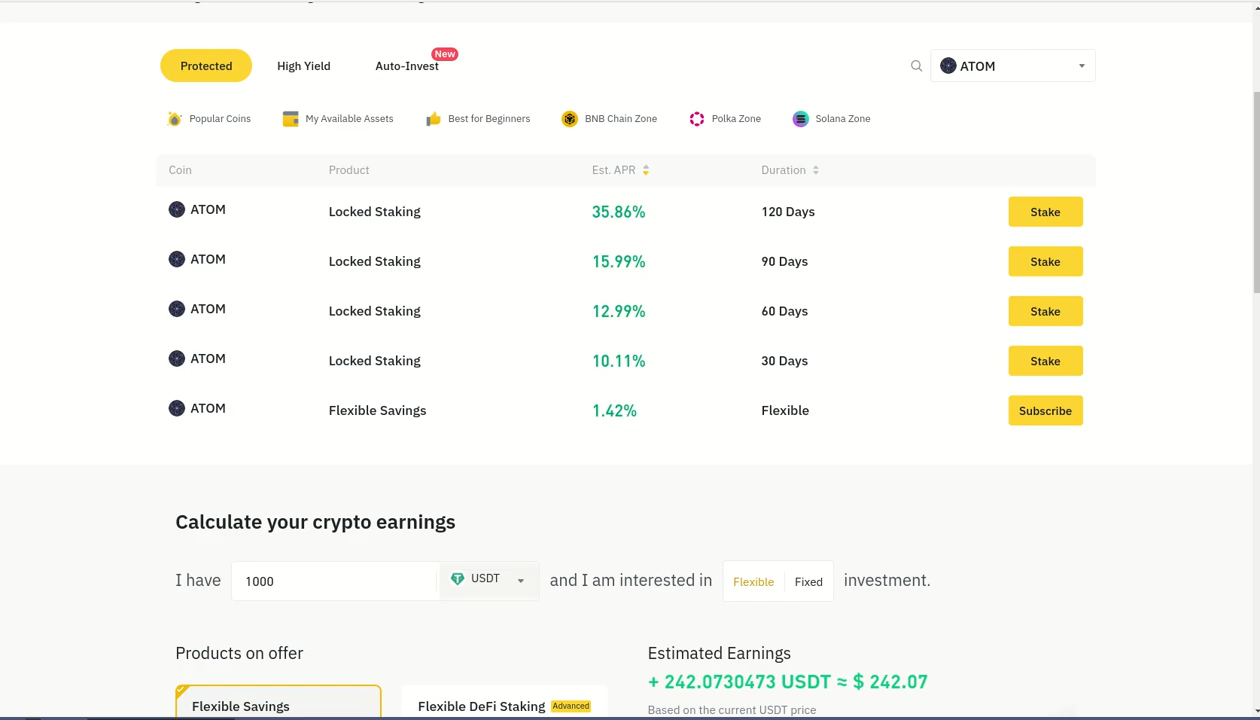 New
Protected High Yield Auto-Invest ATOM
Popular Coins My Available Assets Best for Beginners BNB Chain Zone Polka Zone Solana Zone
Coin Product Est. APR Duration
ATOM Locked Staking 35.86% 120 Days Stake
ATOM Locked Staking 15.99% 90 Days Stake
ATOM Locked Staking 12.99% 60 Days Stake
ATOM Locked Staking 10.11% 30 Days Stake
ATOM Flexible Savings 1.42% Flexible Subscribe
Calculate your crypto earnings
I have 1000 USDT and I am interested in Flexible Fixed investment.
Products on offer Estimated Earnings
+ 242.0730473 USDT ≈ $ 242.07
Flexible Savings Flexible DeFi Staking Advanced Based on the current USDT price